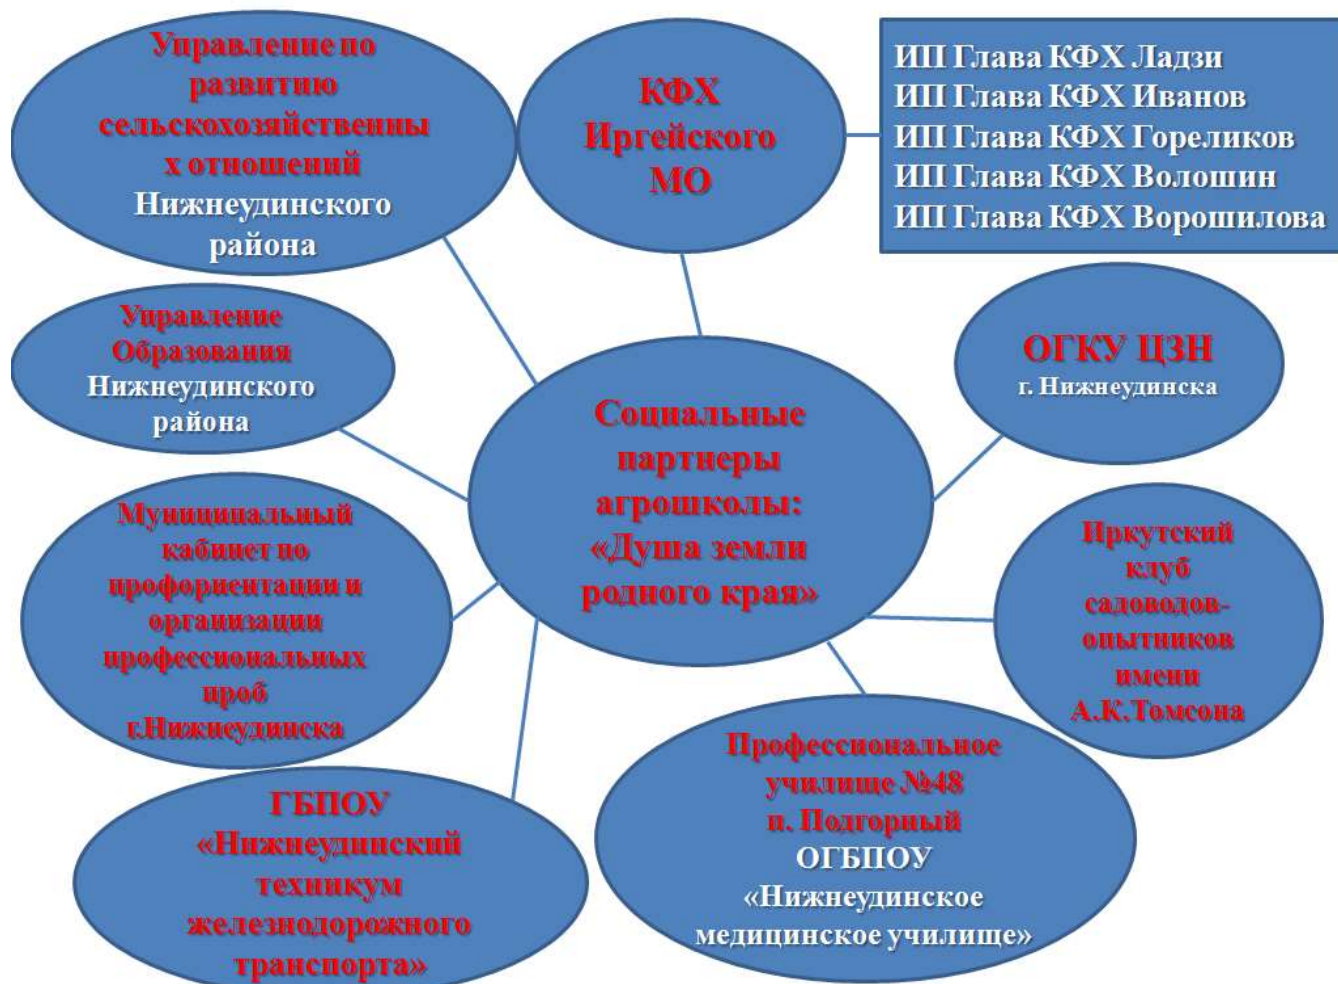 Управление по
развитию
сельскохозяйственны
х отношений
Нижнеудинского
района
КФХ
Иргейского
МО
ИП Глава КФХ Ладзи
ИП Глава КФХ Иванов
ИП Глава КФХ Гореликов
ИП Глава КФХ Волошин
ИП Глава КФХ Ворошилова
Управление
Образования
Нижнеудинского
района
Социальные
партнеры
агрошколы:
«Душа земли
родного края»
ОГКУ ЦЗН
г. Нижнеудинска
Муниципальный
кабинет по
профориентации и
организации
профессиональных
проб
г.Нижнеудинска
Иркутский
клуб
садоводов-
опытников
имени
А.К.Томсона
ГБПОУ
«Нижнеудинский
техникум
железнодорожного
транспорта»
Профессиональное
училище №48
п. Подгорный
ОГБПОУ
«Нижнеудинское
медицинское училище»